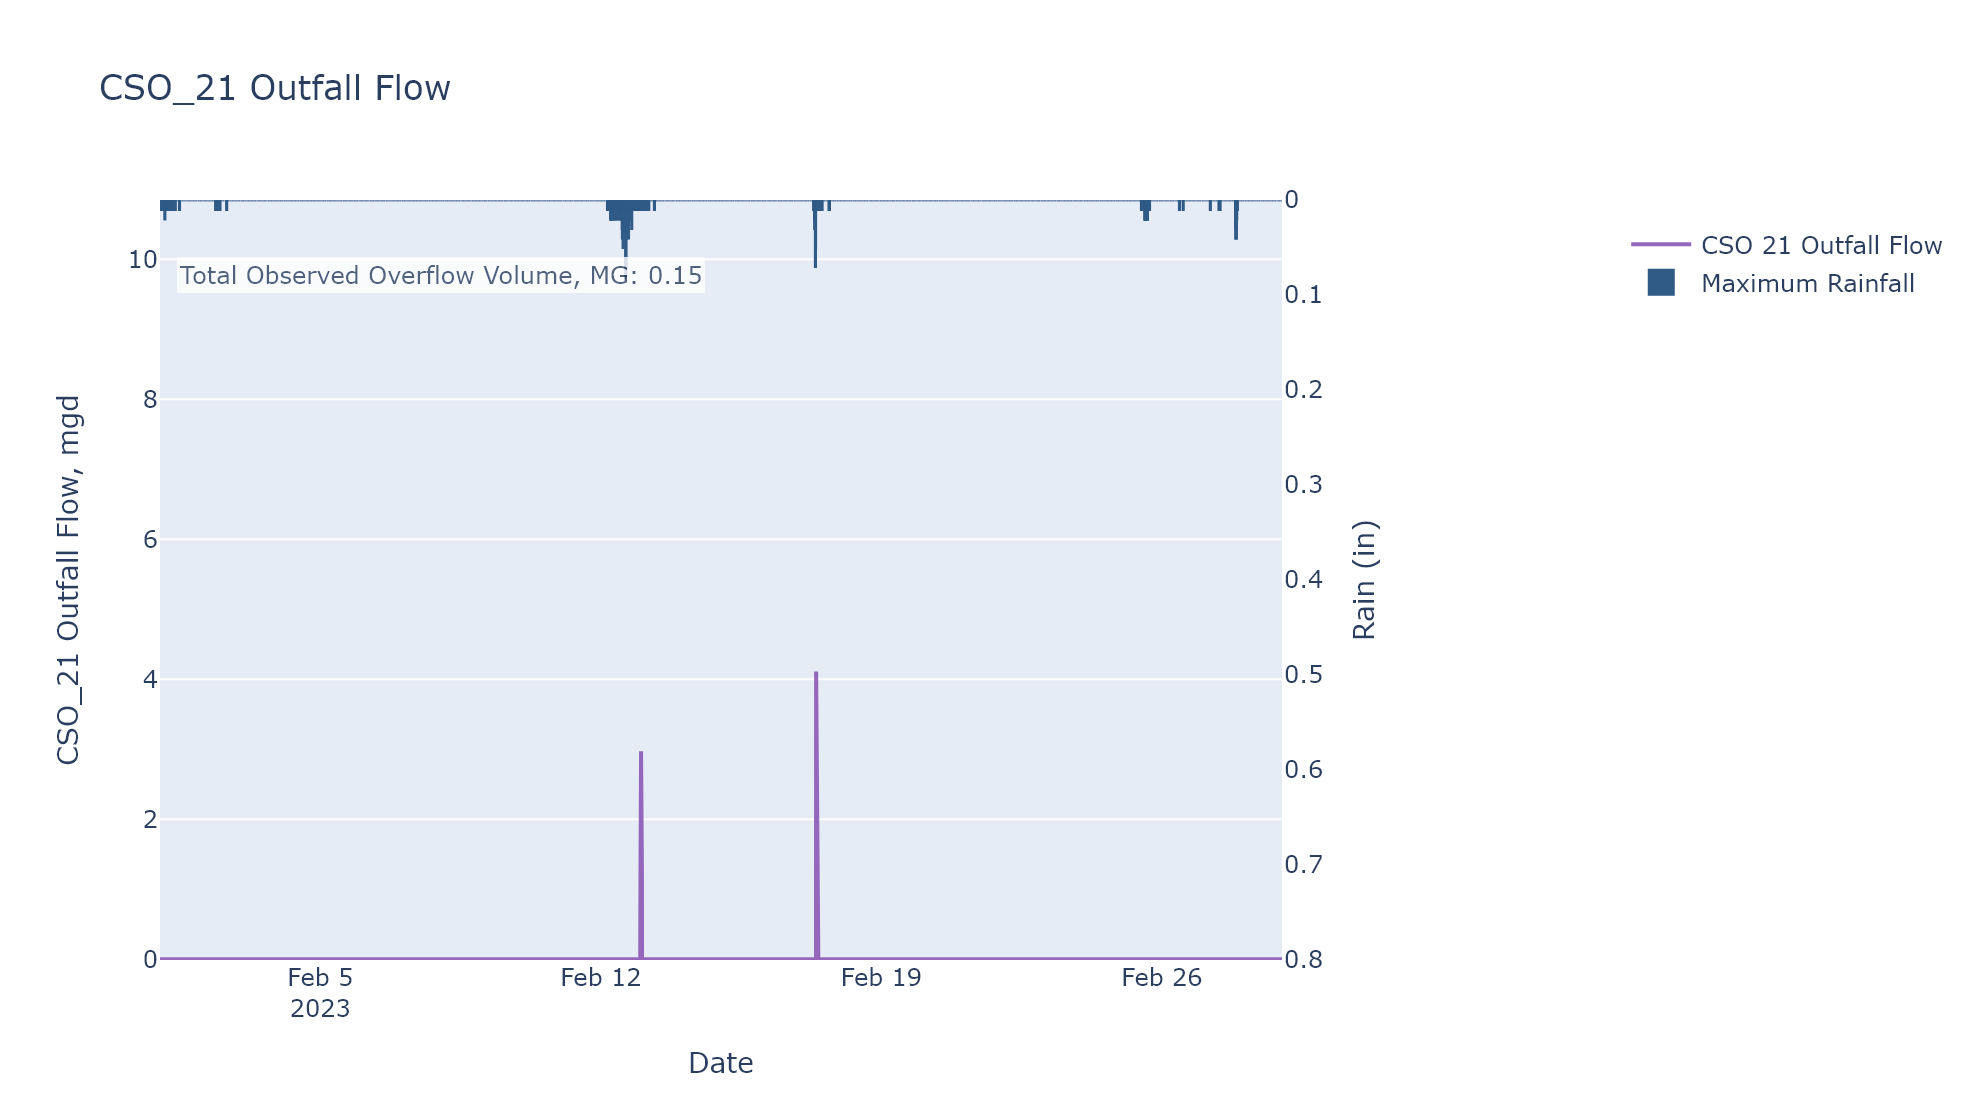 CSO_21 Outfall Flow
0
CSO 21 Outfall Flow
10
Total Observed Overflow Volume, MG: 0.15
Maximum Rainfall
0.1
8
0.2
0.3
6
0.4
CSO_21 Outfall Flow, mgd
Rain (in)
4
0.5
0.6
2
0.7
0
0.8
Feb 5
2023
Feb 12
Feb 19
Feb 26
Date